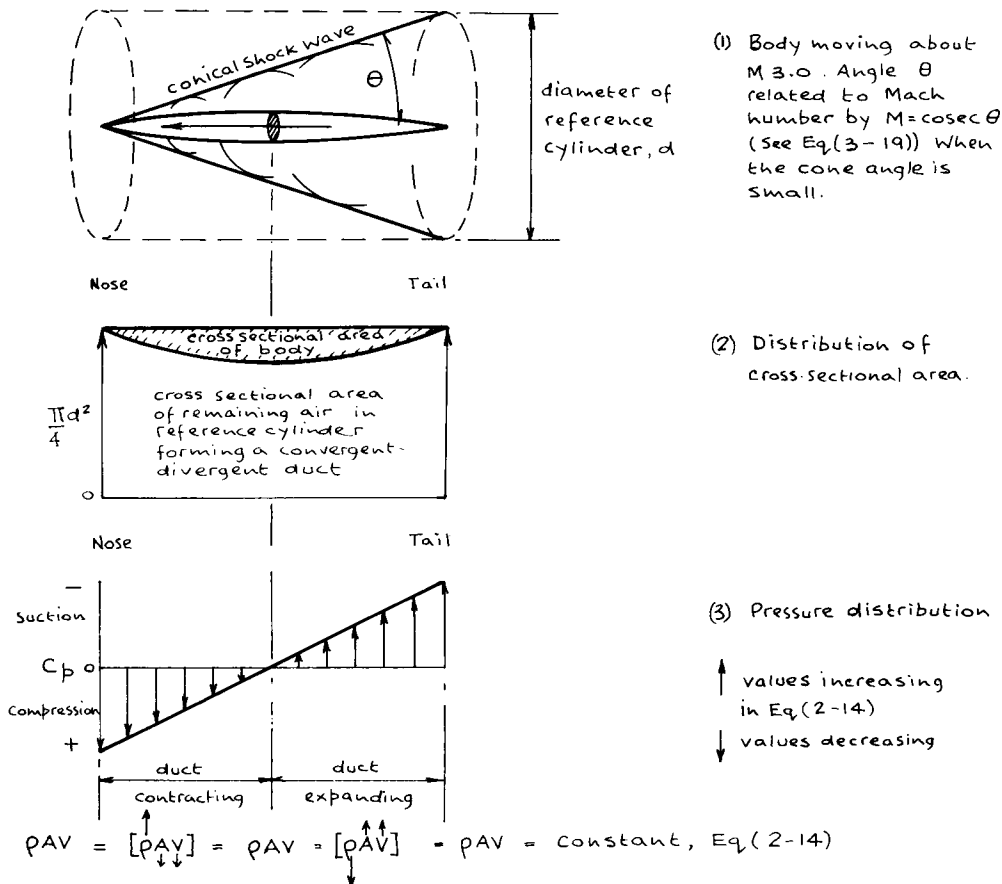 conical shock wave
θ
diameter of
reference
cylinder, d
(1) Body moving about
M 3.0. Angle θ
related to Mach
number by M=cosec θ
(see Eq(3-19)) When
the cone angle is
small.
Nose
Tail
cross sectional area
of body
cross sectional area
of remaining air in
reference cylinder
forming a convergent-
divergent duct
πd²/4
0
(2) Distribution of
cross-sectional area.
Nose
Tail
−
suction
Cp 0
compression
+
(3) Pressure distribution
↑ values increasing
in Eq(2-14)
↓ values decreasing
duct
contracting
duct
expanding
ρAV = [ρAV] = ρAV = [ρAV] = ρAV = constant, Eq(2-14)